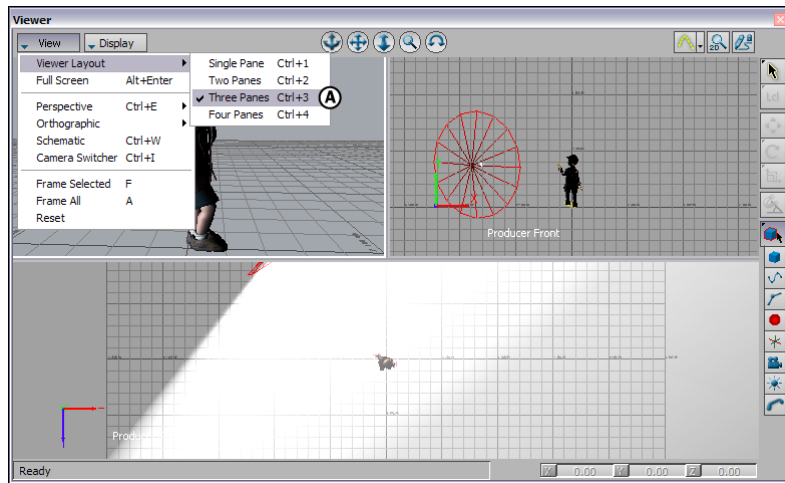 Viewer
View Display 2D
Viewer Layout
Full Screen Alt+Enter
Perspective Ctrl+E
Orthographic
Schematic Ctrl+W
Camera Switcher Ctrl+I
Frame Selected F
Frame All A
Reset
Single Pane Ctrl+1
Two Panes Ctrl+2
Three Panes Ctrl+3 A
Four Panes Ctrl+4
Producer Front
Ready X 0.00 Y 0.00 Z 0.00